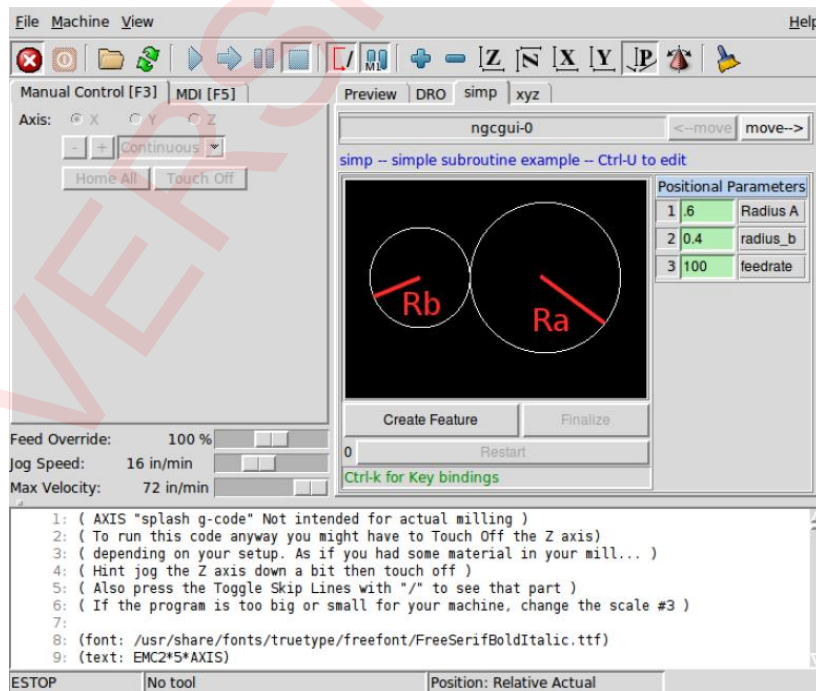 File Machine View Help
M1 Z N X Y P
Manual Control [F3] MDI [F5]
Axis: X Y Z
- + Continuous
Home All Touch Off
Feed Override: 100 %
Jog Speed: 16 in/min
Max Velocity: 72 in/min
Preview DRO simp xyz
ngcgui-0 <--move move-->
simp -- simple subroutine example -- Ctrl-U to edit
Rb Ra
Positional Parameters
1 .6 Radius A
2 0.4 radius_b
3 100 feedrate
Create Feature Finalize
0 Restart
Ctrl-k for Key bindings
1: ( AXIS "splash g-code" Not intended for actual milling )
2: ( To run this code anyway you might have to Touch Off the Z axis)
3: ( depending on your setup. As if you had some material in your mill... )
4: ( Hint jog the Z axis down a bit then touch off )
5: ( Also press the Toggle Skip Lines with "/" to see that part )
6: ( If the program is too big or small for your machine, change the scale #3 )
7:
8: (font: /usr/share/fonts/truetype/freefont/FreeSerifBoldItalic.ttf)
9: (text: EMC2*5*AXIS)
ESTOP No tool Position: Relative Actual
VERS